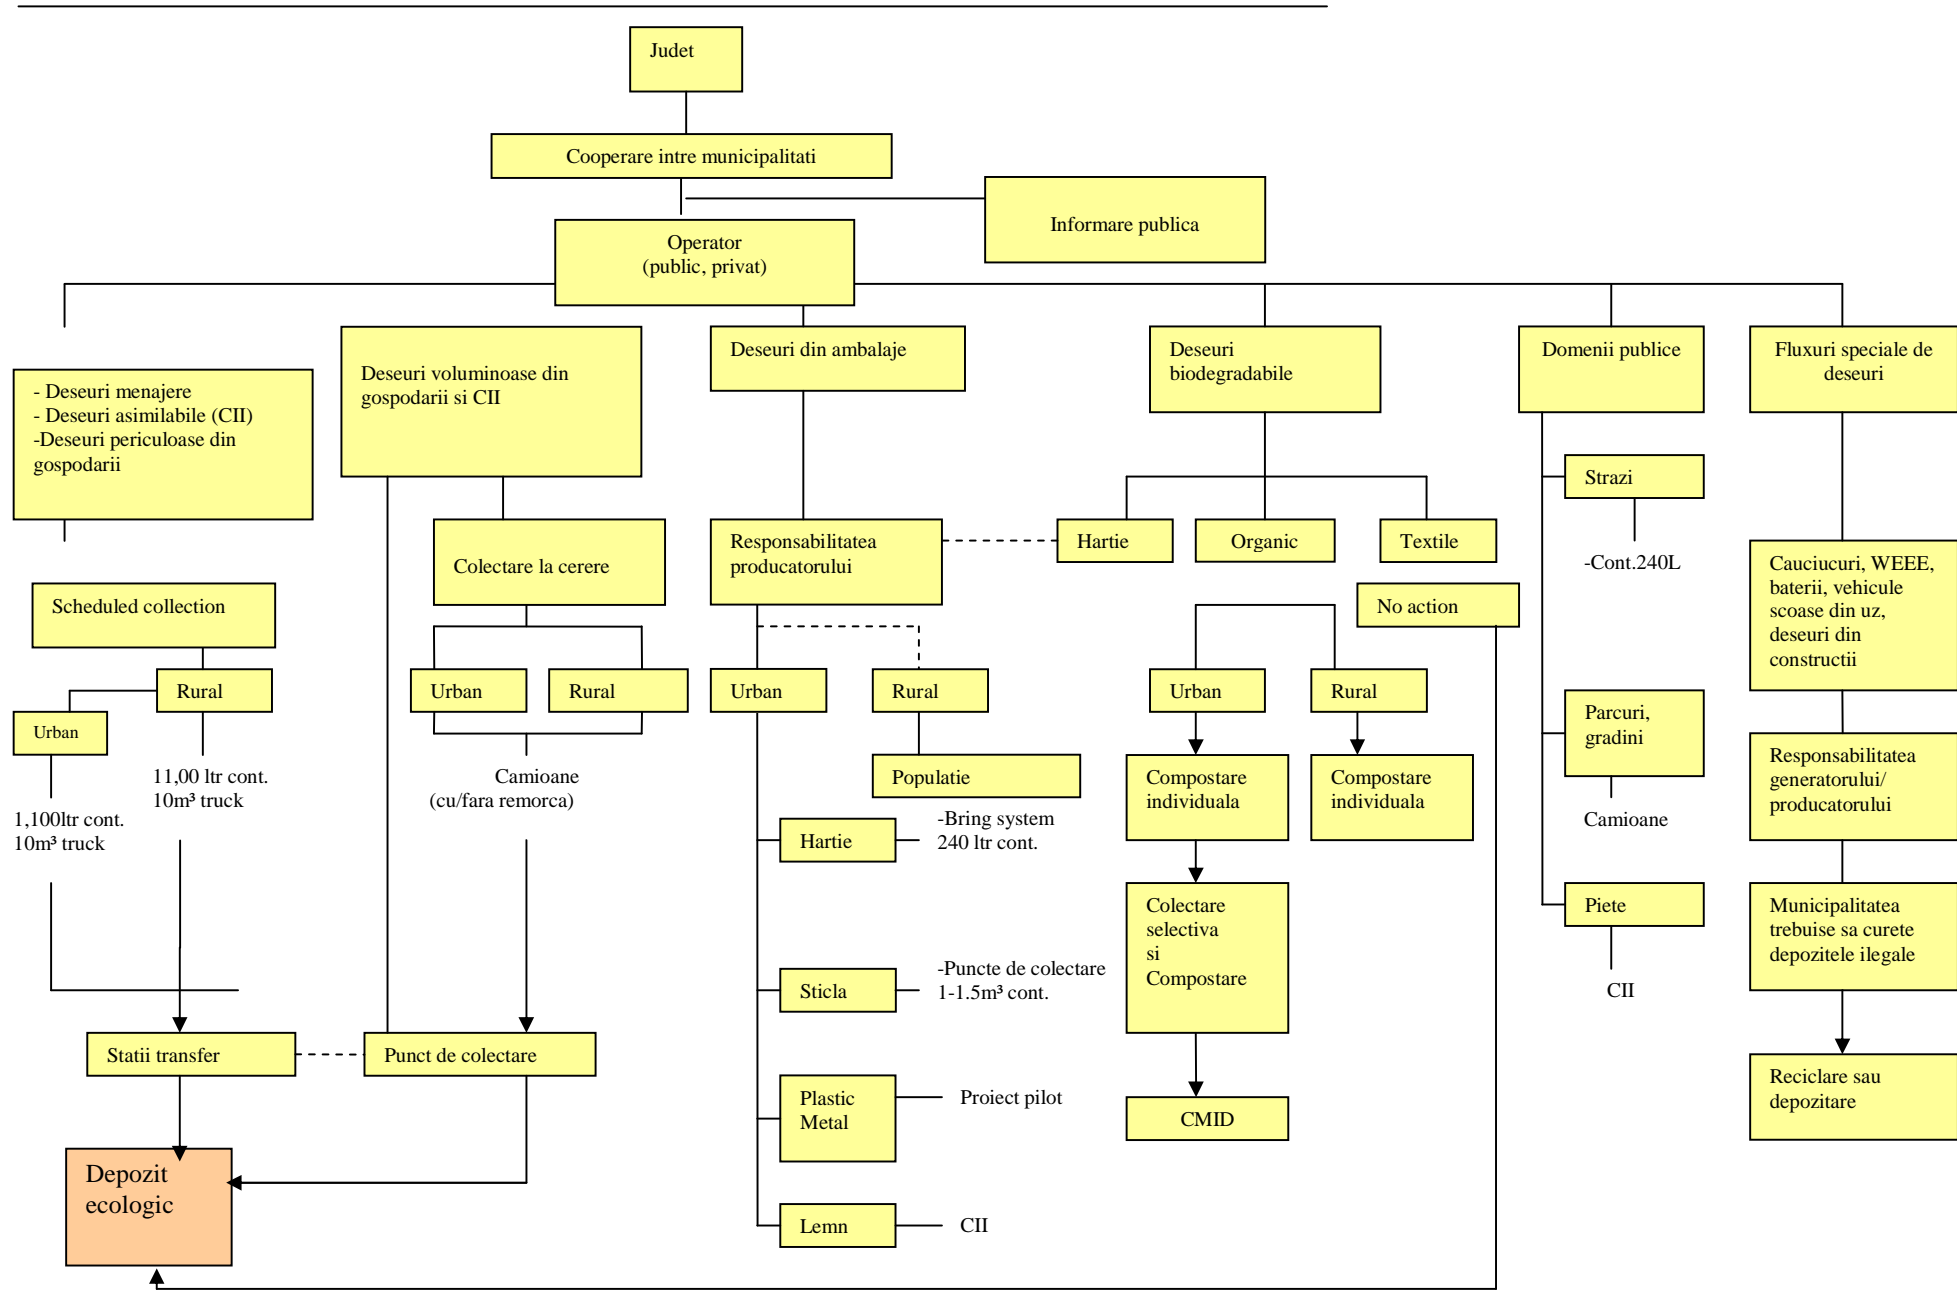 Judet
Cooperare intre municipalitati
Informare publica
Operator
(public, privat)
- Deseuri menajere
- Deseuri asimilabile (CII)
-Deseuri periculoase din
gospodarii
Deseuri voluminoase din
gospodarii si CII
Deseuri din ambalaje
Deseuri
biodegradabile
Domenii publice
Fluxuri speciale de
deseuri
Scheduled collection
Rural
Urban
11,00 ltr cont.
10m³ truck
1,100ltr cont.
10m³ truck
Statii transfer
Depozit
ecologic
Colectare la cerere
Urban
Rural
Camioane
(cu/fara remorca)
Punct de colectare
Responsabilitatea
producatorului
Urban
Rural
Populatie
Hartie
-Bring system
240 ltr cont.
Sticla
-Puncte de colectare
1-1.5m³ cont.
Plastic
Metal
Proiect pilot
Lemn
CII
Hartie
Organic
Textile
No action
Urban
Rural
Compostare
individuala
Compostare
individuala
Colectare
selectiva
si
Compostare
CMID
Strazi
-Cont.240L
Parcuri,
gradini
Camioane
Piete
CII
Cauciucuri, WEEE,
baterii, vehicule
scoase din uz,
deseuri din
constructii
Responsabilitatea
generatorului/
producatorului
Municipalitatea
trebuise sa curete
depozitele ilegale
Reciclare sau
depozitare